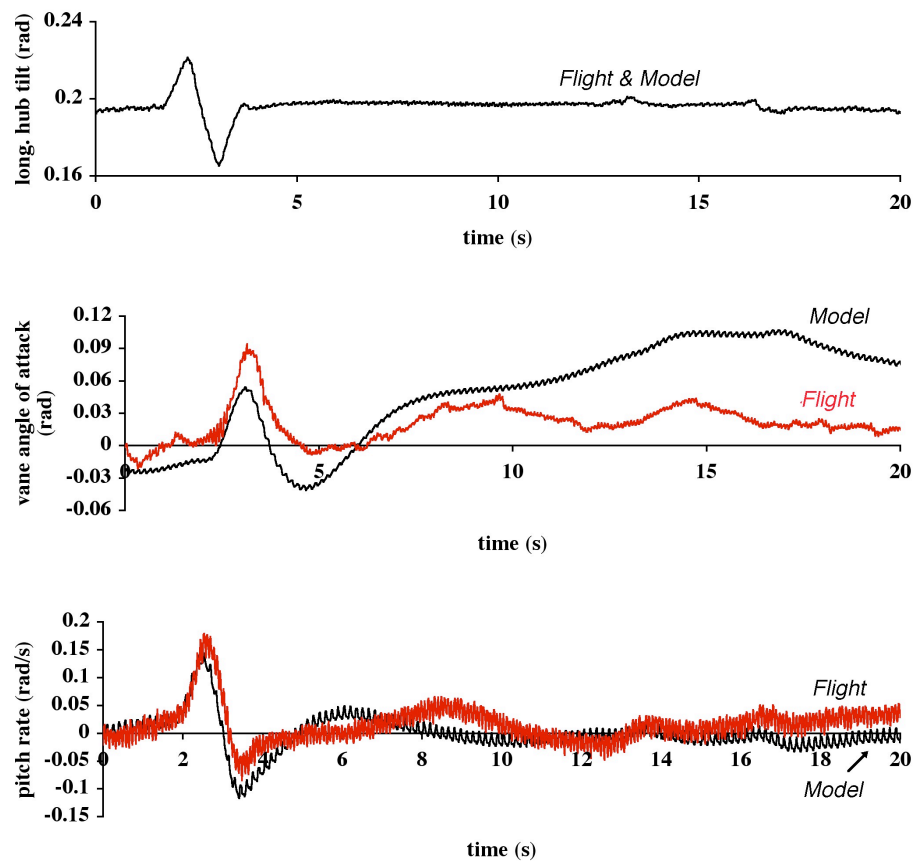 long. hub tilt (rad)
0.24
0.2
0.16
Flight & Model
0 5 10 15 20
time (s)
vane angle of attack
(rad)
0.12
0.09
0.06
0.03
0
-0.03
-0.06
Model
Flight
0 5 10 15 20
time (s)
pitch rate (rad/s)
0.2
0.15
0.1
0.05
0
-0.05
-0.1
-0.15
Flight
0 2 4 6 8 10 12 14 16 18 20
Model
time (s)